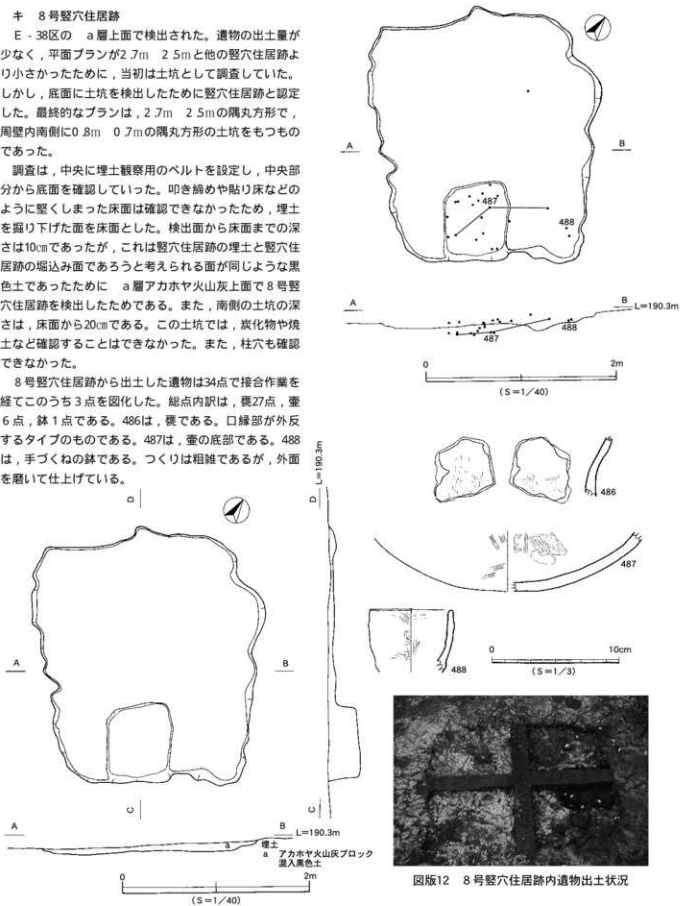 キ 8号竪穴住居跡
E-38区の a層上面で検出された。遺物の出土量が
少なく,平面プランが2.7m 2.5mと他の竪穴住居跡よ
り小さかったために,当初は土坑として調査していた。
しかし,底面に土坑を検出したために竪穴住居跡と認定
した。最終的なプランは,2.7m 2.5mの隅丸方形で,
周壁内南側に0.8m 0.7mの隅丸方形の土坑をもつもの
であった。
調査は,中央に埋土観察用のベルトを設定し,中央部
分から底面を確認していった。叩き締めや貼り床などの
ように堅くしまった床面は確認できなかったため,埋土
を掘り下げた面を床面とした。検出面から床面までの深
さは10㎝であったが,これは竪穴住居跡の埋土と竪穴住
居跡の堀込み面であろうと考えられる面が同じような黒
色土であったために a層アカホヤ火山灰上面で8号竪
穴住居跡を検出したためである。また,南側の土坑の深
さは,床面から20㎝である。この土坑では,炭化物や焼
土など確認することはできなかった。また,柱穴も確認
できなかった。
8号竪穴住居跡から出土した遺物は34点で接合作業を
経てこのうち3点を図化した。総点内訳は,甕27点,壷
6点,鉢1点である。486は,甕である。口縁部が外反
するタイプのものである。487は,壷の底部である。488
は,手づくねの鉢である。つくりは粗雑であるが,外面
を磨いて仕上げている。
A
B
487
488
A
B
L=190.3m
487
488
0
2m
(S=1/40)
486
487
488
0
10cm
(S=1/3)
D
D
L=190.3m
A
B
C
C
A
B
L=190.3m
a
埋土
a アカホヤ火山灰ブロック
混入黒色土
0
2m
(S=1/40)
図版12 8号竪穴住居跡内遺物出土状況